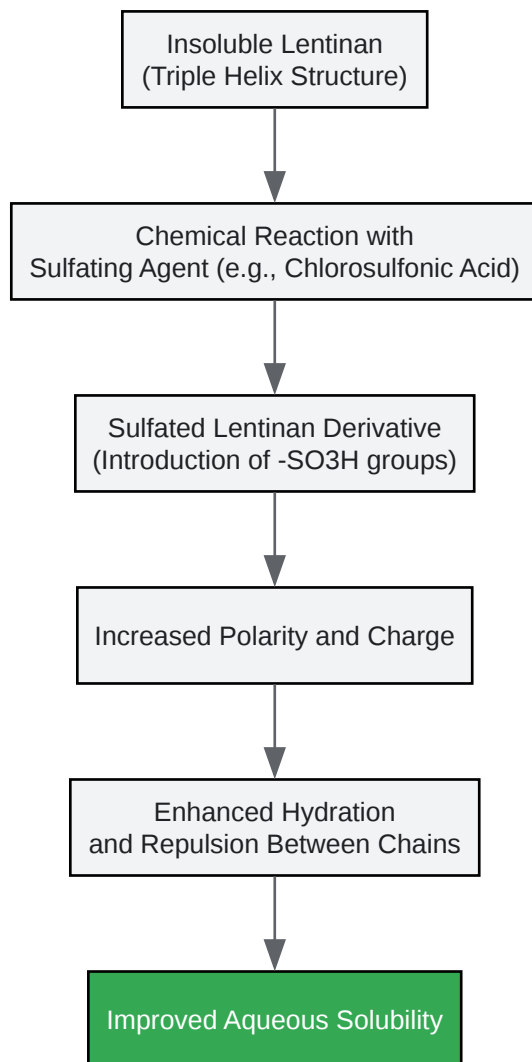 Insoluble Lentinan
(Triple Helix Structure)
Chemical Reaction with
Sulfating Agent (e.g., Chlorosulfonic Acid)
Sulfated Lentinan Derivative
(Introduction of -SO3H groups)
Increased Polarity and Charge
Enhanced Hydration
and Repulsion Between Chains
Improved Aqueous Solubility